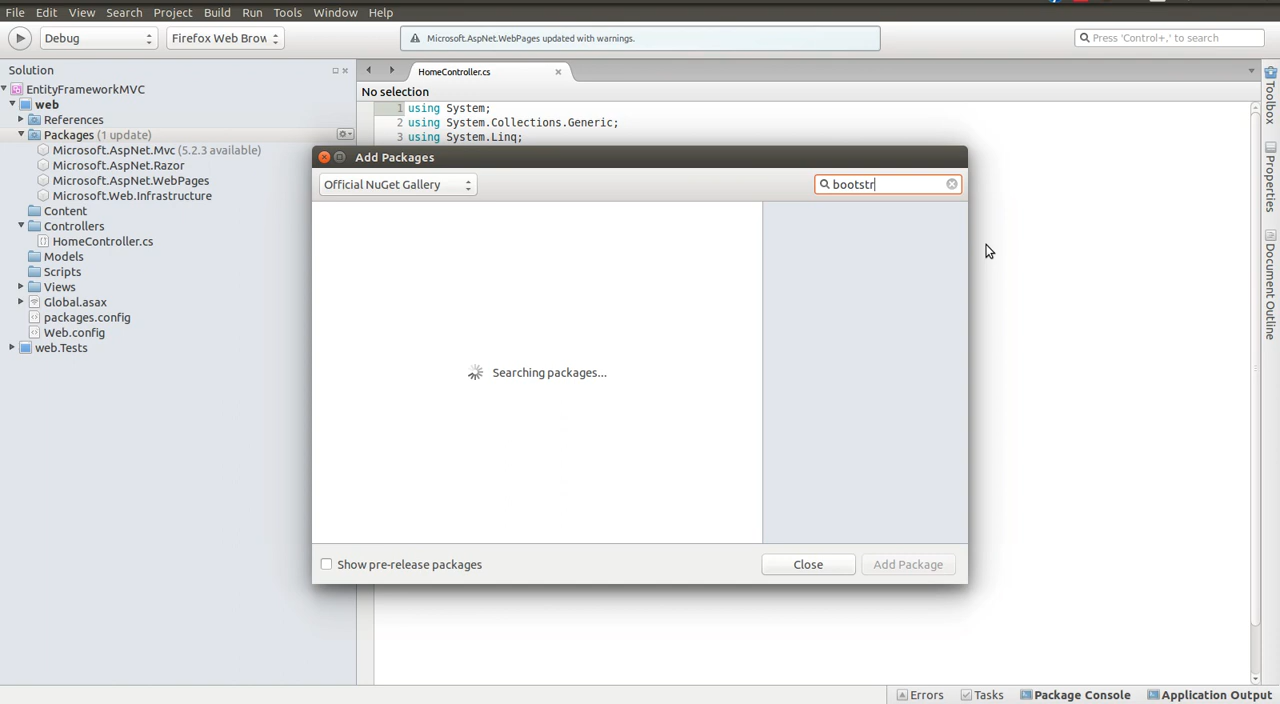 File Edit View Search Project Build Run Tools Window Help
Debug
Firefox Web Brow
Microsoft.AspNet.WebPages updated with warnings.
Press 'Control+,' to search
Solution
HomeController.cs
EntityFrameworkMVC
No selection
web
1 using System;
References
2 using System.Collections.Generic;
Packages (1 update)
3 using System.Linq;
Microsoft.AspNet.Mvc (5.2.3 available)
Microsoft.AspNet.Razor
Microsoft.AspNet.WebPages
Microsoft.Web.Infrastructure
Content
Controllers
HomeController.cs
Models
Scripts
Views
Global.asax
packages.config
Web.config
web.Tests
Add Packages
Official NuGet Gallery
bootstr
Searching packages...
Show pre-release packages
Close
Add Package
Toolbox
Properties
Document Outline
Errors
Tasks
Package Console
Application Output